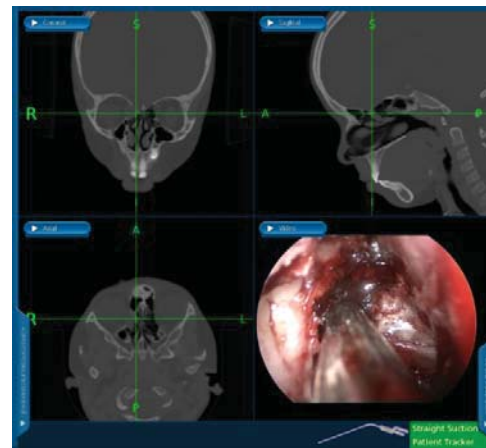 Coronal
S
R
L
Sagittal
S
A
P
Axial
A
R
L
P
Video
Straight Suction
Patient Tracker